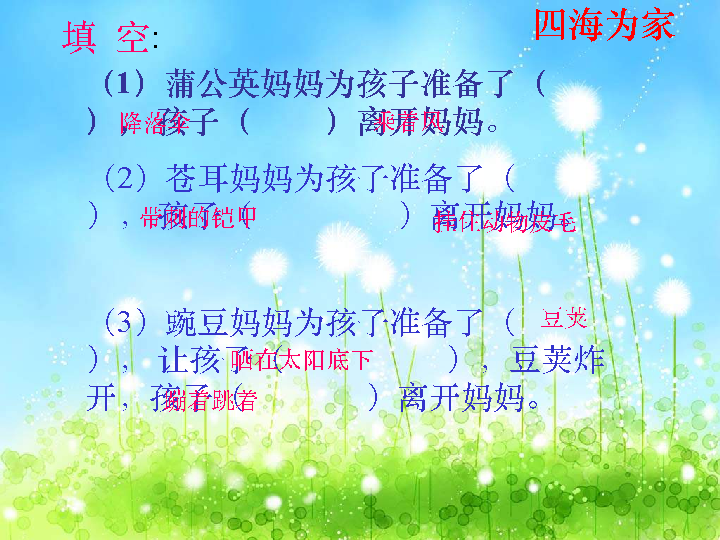 四海为家
填 空:
（1）蒲公英妈妈为孩子准备了（
），孩子（ ）离开妈妈。
降落伞 乘着风
（2）苍耳妈妈为孩子准备了（
），孩子（ ）离开妈妈。
带刺的铠甲 挂住动物皮毛
（3）豌豆妈妈为孩子准备了（ 豆荚
），让孩子（ ），豆荚炸
晒在太阳底下
开，孩子（ ）离开妈妈。
蹦着跳着